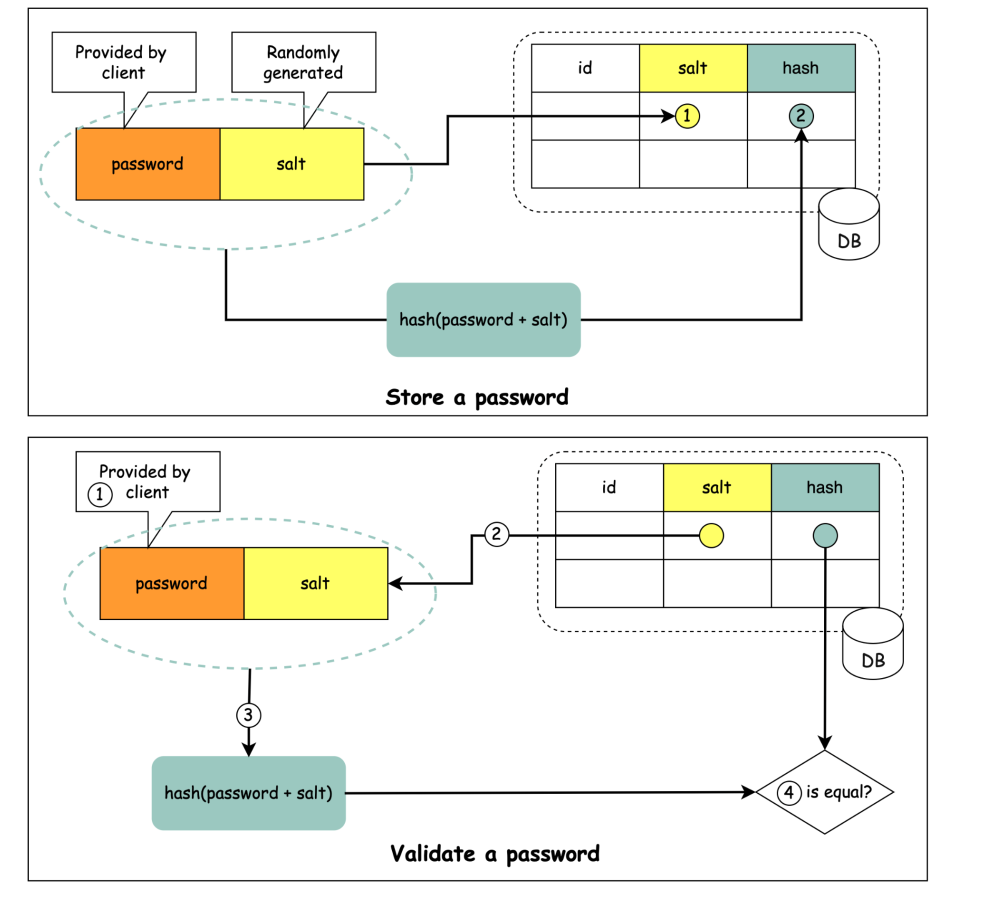 Provided by
client
Randomly
generated
id
salt
hash
1
2
password
salt
DB
hash(password + salt)
Store a password
Provided by
1 client
id
salt
hash
2
password
salt
DB
3
hash(password + salt)
4 is equal?
Validate a password